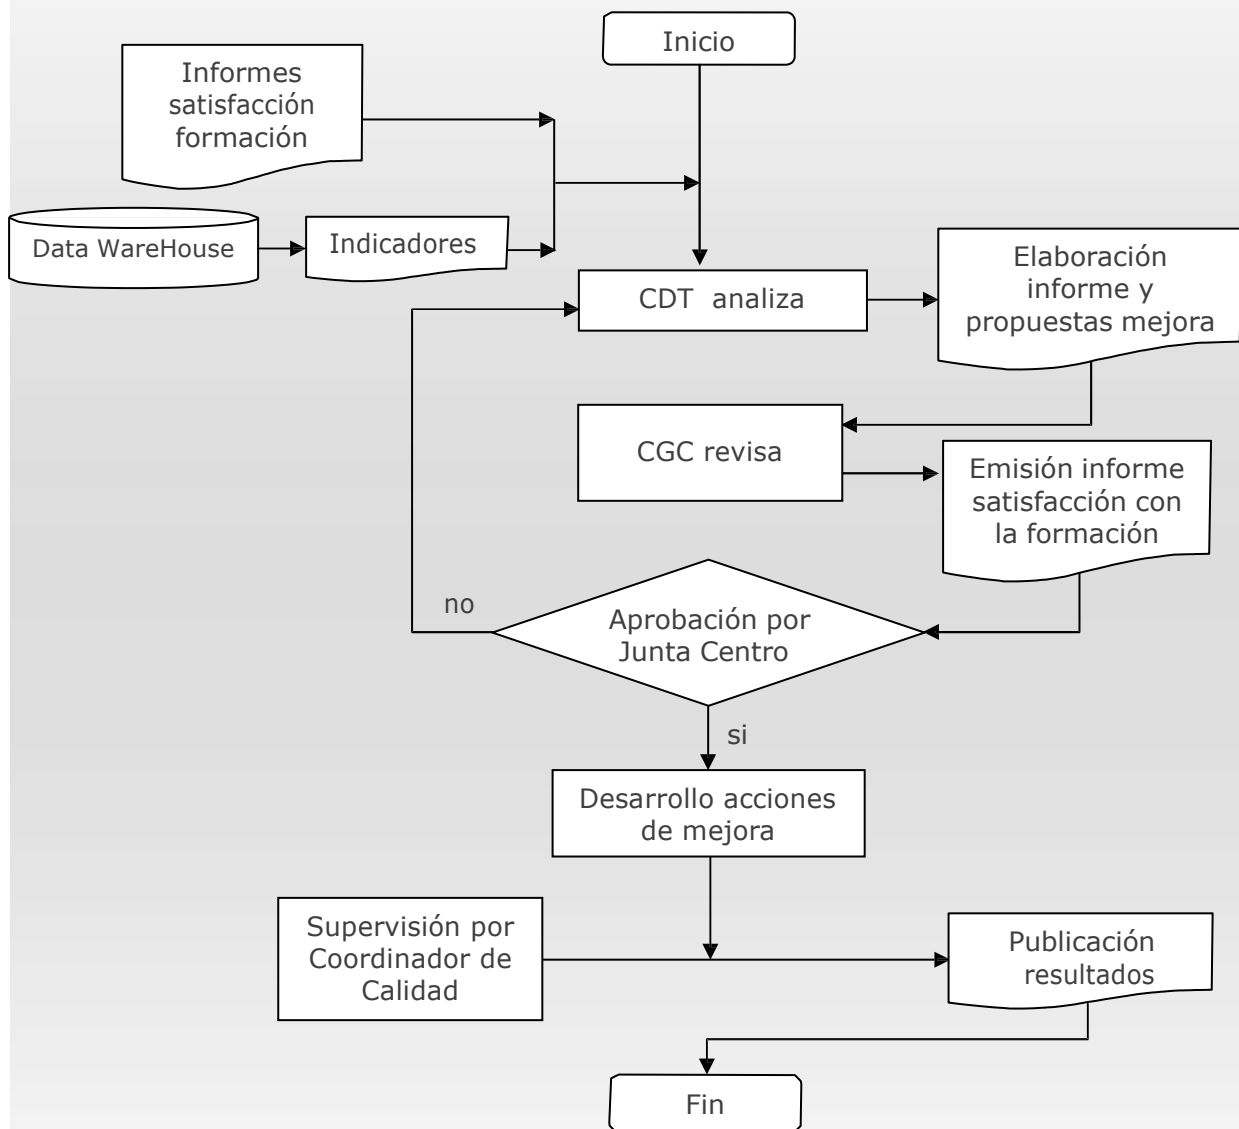 Inicio
Informes
satisfacción
formación
Data WareHouse
Indicadores
CDT analiza
Elaboración
informe y
propuestas mejora
CGC revisa
Emisión informe
satisfacción con
la formación
no
Aprobación por
Junta Centro
si
Desarrollo acciones
de mejora
Supervisión por
Coordinador de
Calidad
Publicación
resultados
Fin